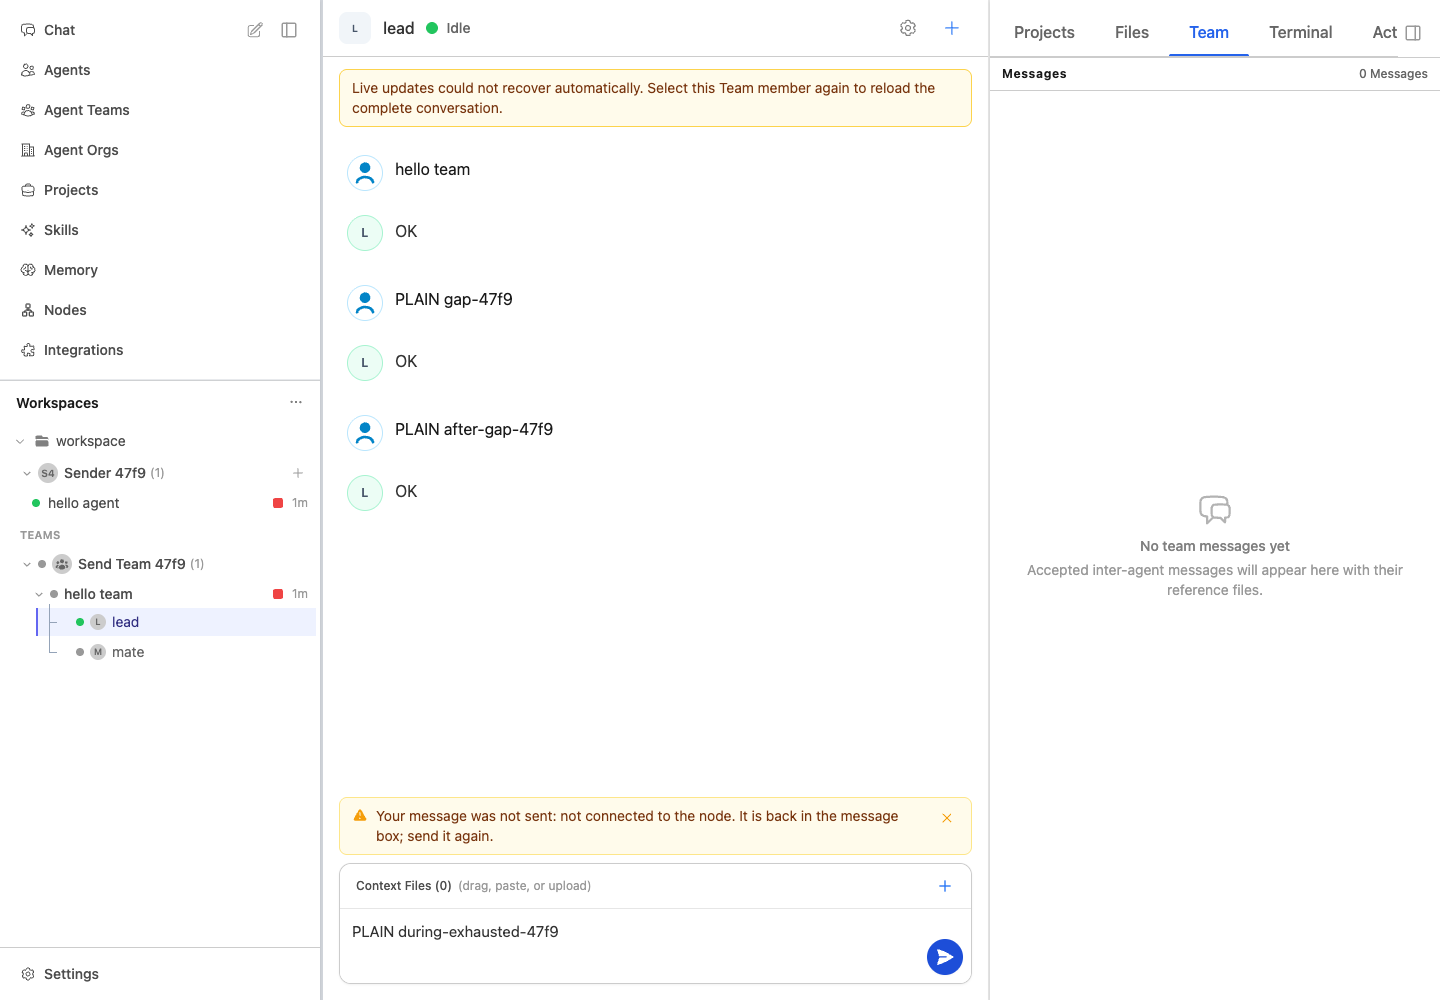 Chat
Agents
Agent Teams
Agent Orgs
Projects
Skills
Memory
Nodes
Integrations
Workspaces
workspace
S4 Sender 47f9 (1)
hello agent 1m
TEAMS
Send Team 47f9 (1)
hello team 1m
L lead
M mate
Settings
L lead Idle
Live updates could not recover automatically. Select this Team member again to reload the
complete conversation.
hello team
L OK
PLAIN gap-47f9
L OK
PLAIN after-gap-47f9
L OK
Your message was not sent: not connected to the node. It is back in the message
box; send it again.
Context Files (0) (drag, paste, or upload)
PLAIN during-exhausted-47f9
Projects Files Team Terminal Act
Messages 0 Messages
No team messages yet
Accepted inter-agent messages will appear here with their
reference files.